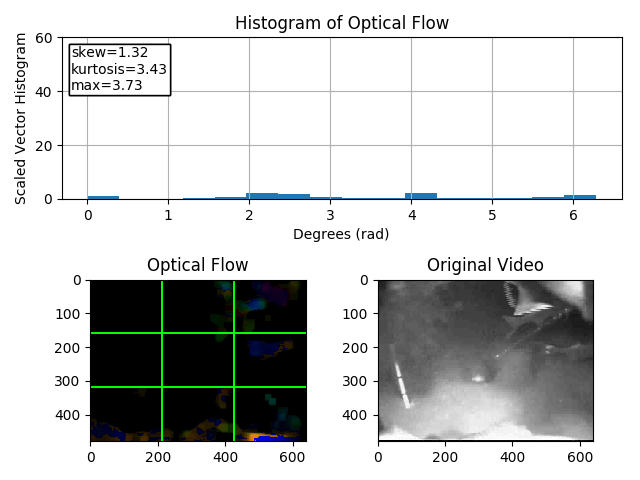 Histogram of Optical Flow
Scaled Vector Histogram
60
40
20
0
skew=1.32
kurtosis=3.43
max=3.73
0 1 2 3 4 5 6
Degrees (rad)
Optical Flow
0
100
200
300
400
0 200 400 600
Original Video
0
100
200
300
400
0 200 400 600